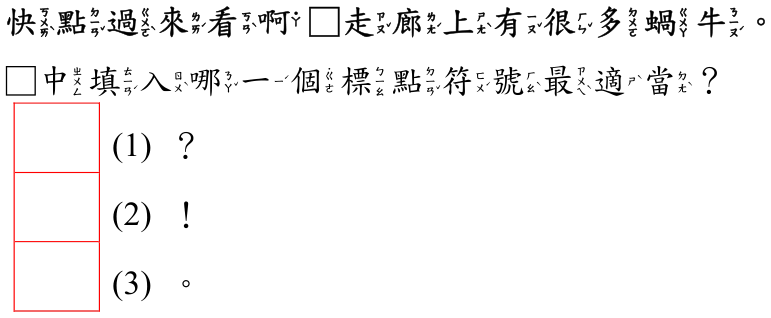 快點過來看啊□走廊上有很多蝸牛。
□中填入哪一個標點符號最適當？
(1) ？
(2) ！
(3) 。